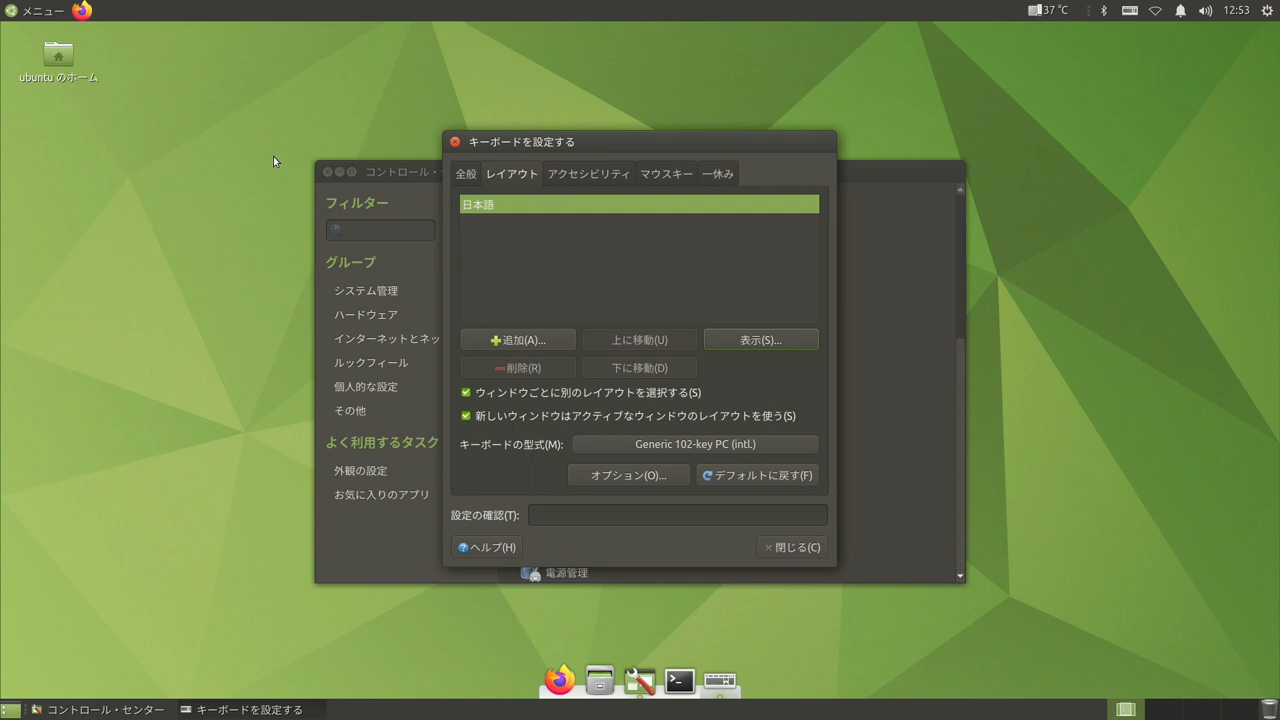 メニュー
37 ℃
12:53
ubuntu のホーム
キーボードを設定する
コントロール・
全般
レイアウト
アクセシビリティ
マウスキー
一休み
フィルター
日本語
グループ
システム管理
ハードウェア
インターネットとネッ
ルックフィール
個人的な設定
その他
よく利用するタスク
外観の設定
お気に入りのアプリ
追加(A)...
上に移動(U)
表示(S)...
削除(R)
下に移動(D)
ウィンドウごとに別のレイアウトを選択する(S)
新しいウィンドウはアクティブなウィンドウのレイアウトを使う(S)
キーボードの型式(M):
Generic 102-key PC (intl.)
オプション(O)...
デフォルトに戻す(F)
設定の確認(T):
ヘルプ(H)
閉じる(C)
電源管理
コントロール・センター
キーボードを設定する